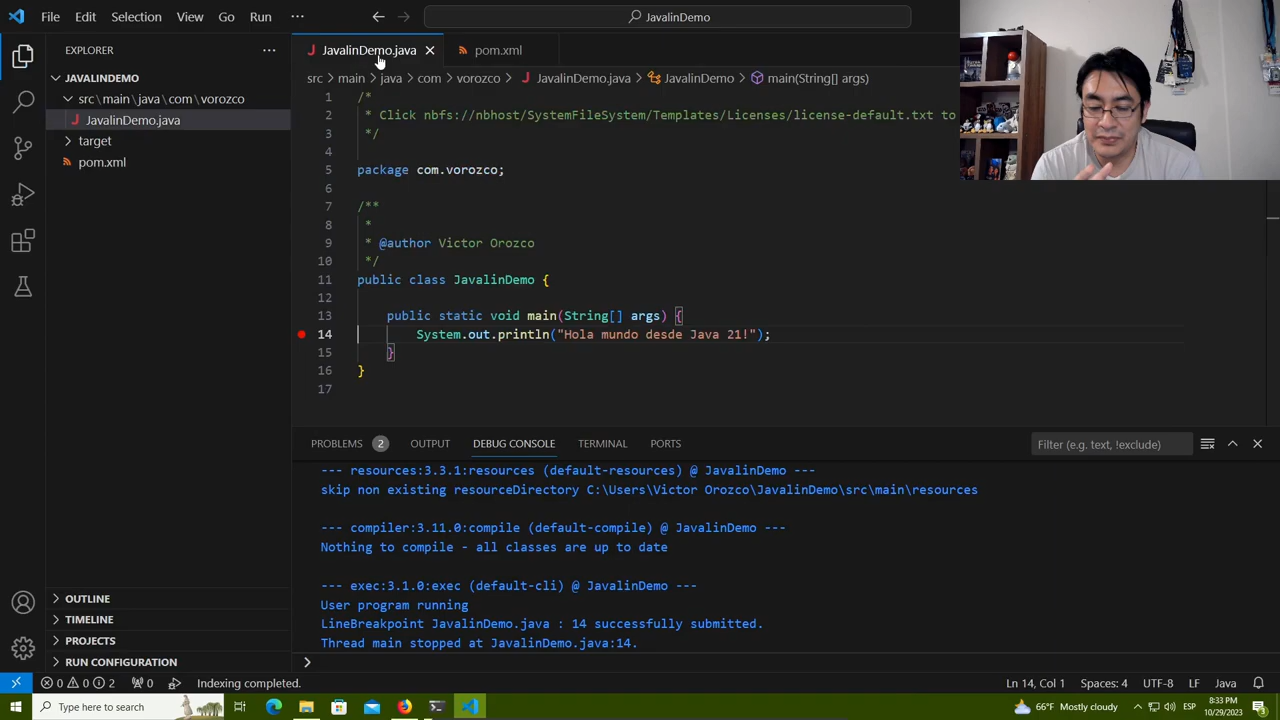 File Edit Selection View Go Run ··· JavalinDemo
EXPLORER ···
JavalinDemo.java pom.xml
JAVALINDEMO
src > main > java > com > vorozco > JavalinDemo.java > JavalinDemo > main(String[] args)
src\main\java\com\vorozco
JavalinDemo.java
target
pom.xml
1 /*
2 * Click nbfs://nbhost/SystemFileSystem/Templates/Licenses/license-default.txt to
3 */
4
5 package com.vorozco;
6
7 /**
8 *
9 * @author Victor Orozco
10 */
11 public class JavalinDemo {
12
13 public static void main(String[] args) {
14 System.out.println("Hola mundo desde Java 21!");
15 }
16 }
17
PROBLEMS 2 OUTPUT DEBUG CONSOLE TERMINAL PORTS Filter (e.g. text, !exclude)
--- resources:3.3.1:resources (default-resources) @ JavalinDemo ---
skip non existing resourceDirectory C:\Users\Victor Orozco\JavalinDemo\src\main\resources
--- compiler:3.11.0:compile (default-compile) @ JavalinDemo ---
Nothing to compile - all classes are up to date
--- exec:3.1.0:exec (default-cli) @ JavalinDemo ---
User program running
LineBreakpoint JavalinDemo.java : 14 successfully submitted.
Thread main stopped at JavalinDemo.java:14.
>
OUTLINE
TIMELINE
PROJECTS
RUN CONFIGURATION
0 0 2 0 Indexing completed. Ln 14, Col 1 Spaces: 4 UTF-8 LF Java
Type here to search 66°F Mostly cloudy ESP 8:33 PM
10/29/2023 3